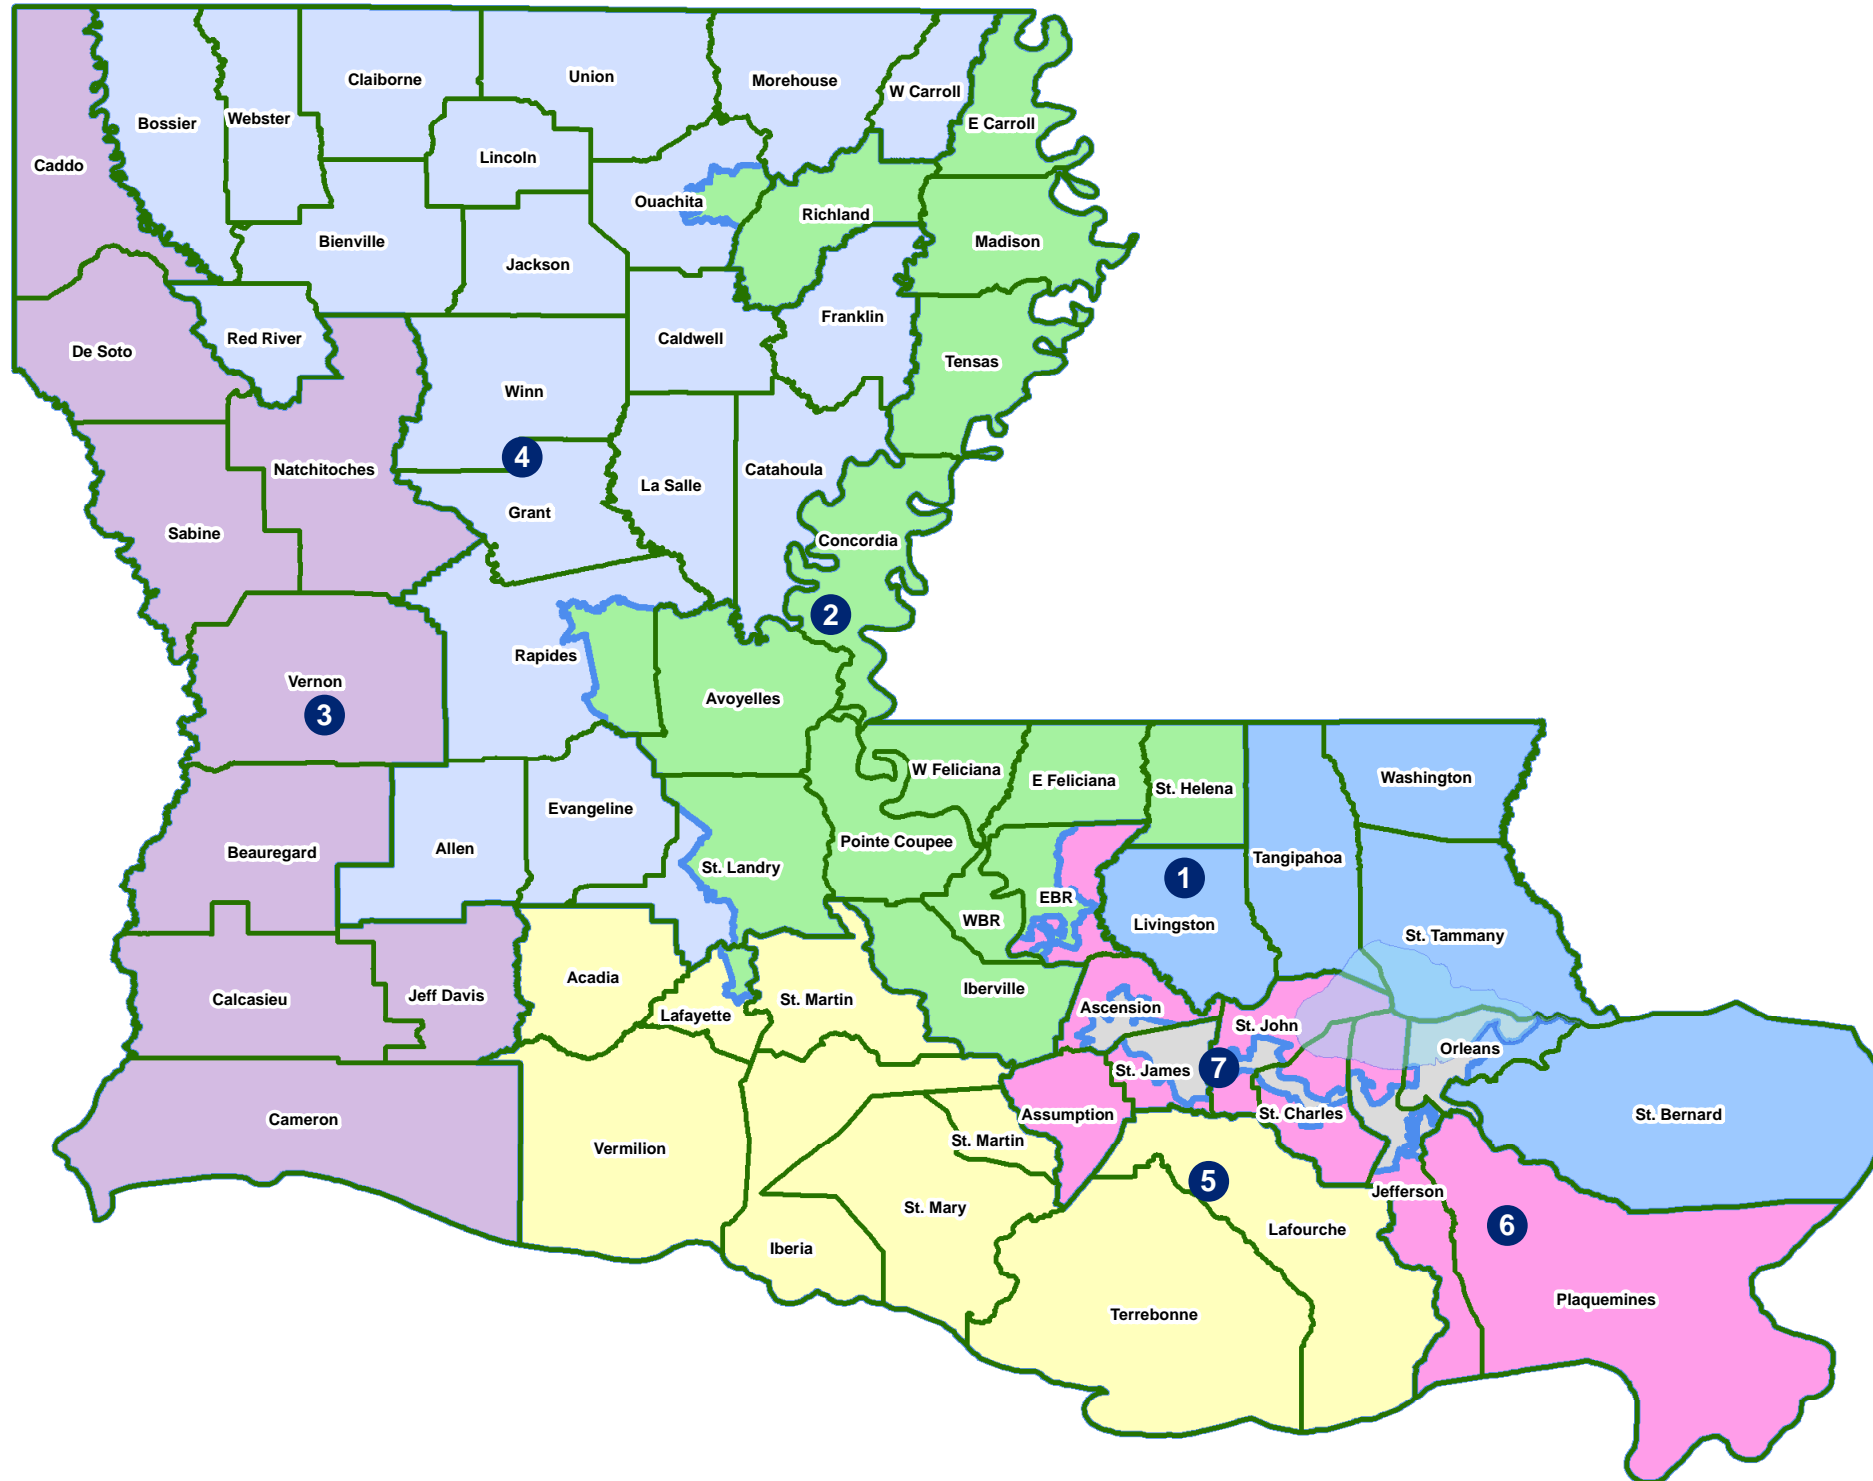 Claiborne
Union
Morehouse
W Carroll
Bossier
Webster
E Carroll
Caddo
Lincoln
Ouachita
Richland
Bienville
Madison
Jackson
Franklin
Red River
Caldwell
De Soto
Tensas
Winn
4
Natchitoches
Catahoula
La Salle
Grant
Sabine
Concordia
2
Rapides
Vernon
3
Avoyelles
W Feliciana
E Feliciana
St. Helena
Washington
Evangeline
Pointe Coupee
Allen
Beauregard
Tangipahoa
St. Landry
1
EBR
WBR
Livingston
St. Tammany
Acadia
Iberville
Jeff Davis
Calcasieu
St. Martin
Ascension
Lafayette
St. John
Orleans
St. James
7
Assumption
St. Charles
St. Bernard
Cameron
St. Martin
Vermilion
5
Jefferson
St. Mary
6
Lafourche
Iberia
Plaquemines
Terrebonne